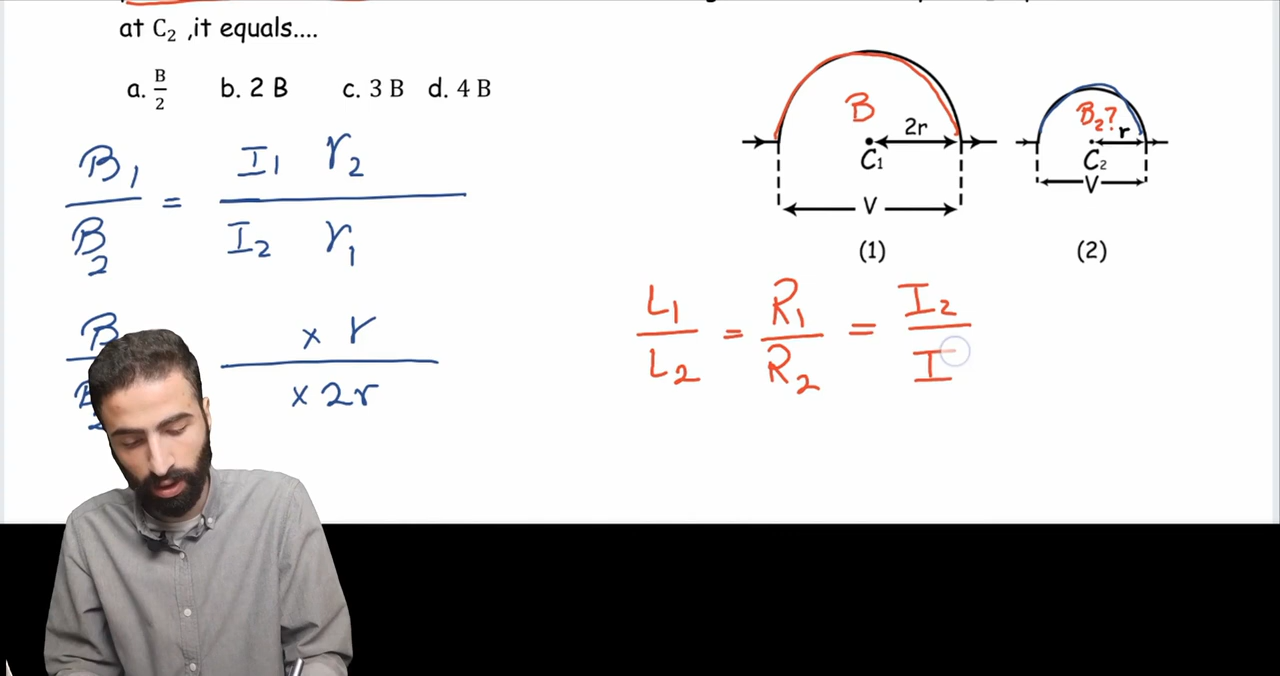 at C₂ ,it equals....
a. B/2 b. 2 B c. 3 B d. 4 B
B₁/B₂ = I₁ r₂ / I₂ r₁
B × r / × 2r
B
2r
C₁
V
(1)
B₂?
r
C₂
V
(2)
L₁/L₂ = R₁/R₂ = I₂/I